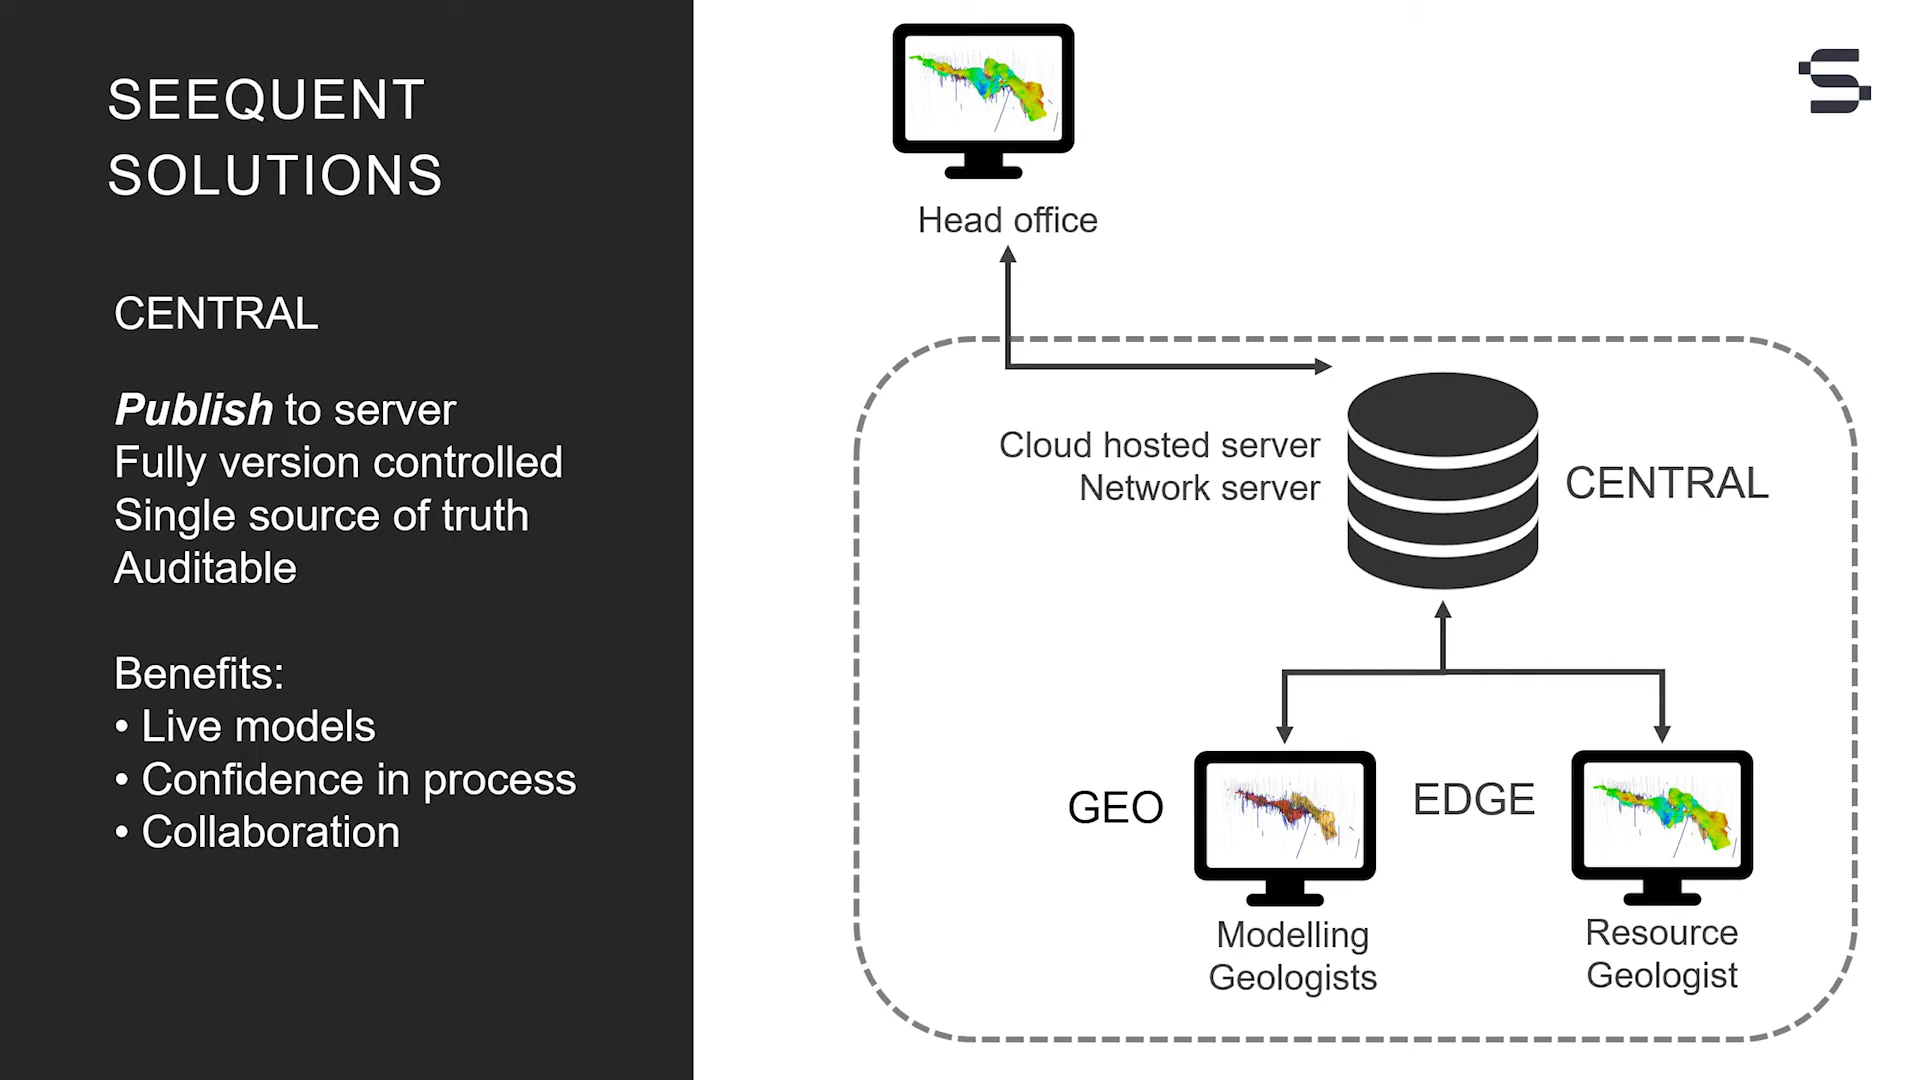 SEEQUENT
SOLUTIONS
CENTRAL
Publish to server
Fully version controlled
Single source of truth
Auditable
Benefits:
• Live models
• Confidence in process
• Collaboration
Head office
Cloud hosted server
Network server
CENTRAL
GEO
EDGE
Modelling
Geologists
Resource
Geologist